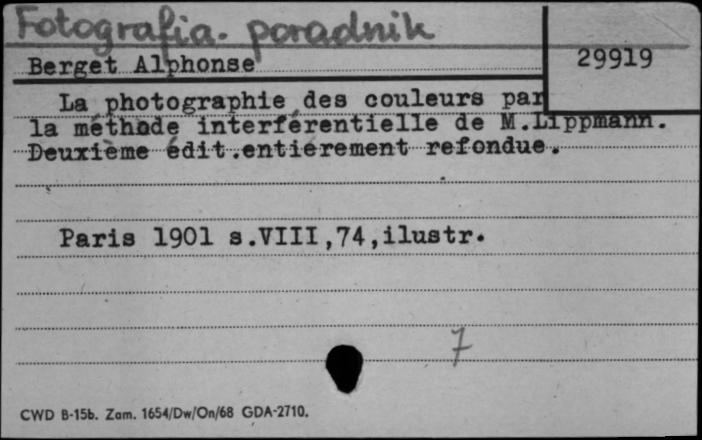 Fotografia. poradnik
Berget Alphonse
29919
La photographie des couleurs par
la méthode interférentielle de M.Lippmann.
Deuxième édit.entiérement refondue.
Paris 1901 s.VIII,74,ilustr.
7
CWD B-15b. Zam. 1654/Dw/On/68 GDA-2710.